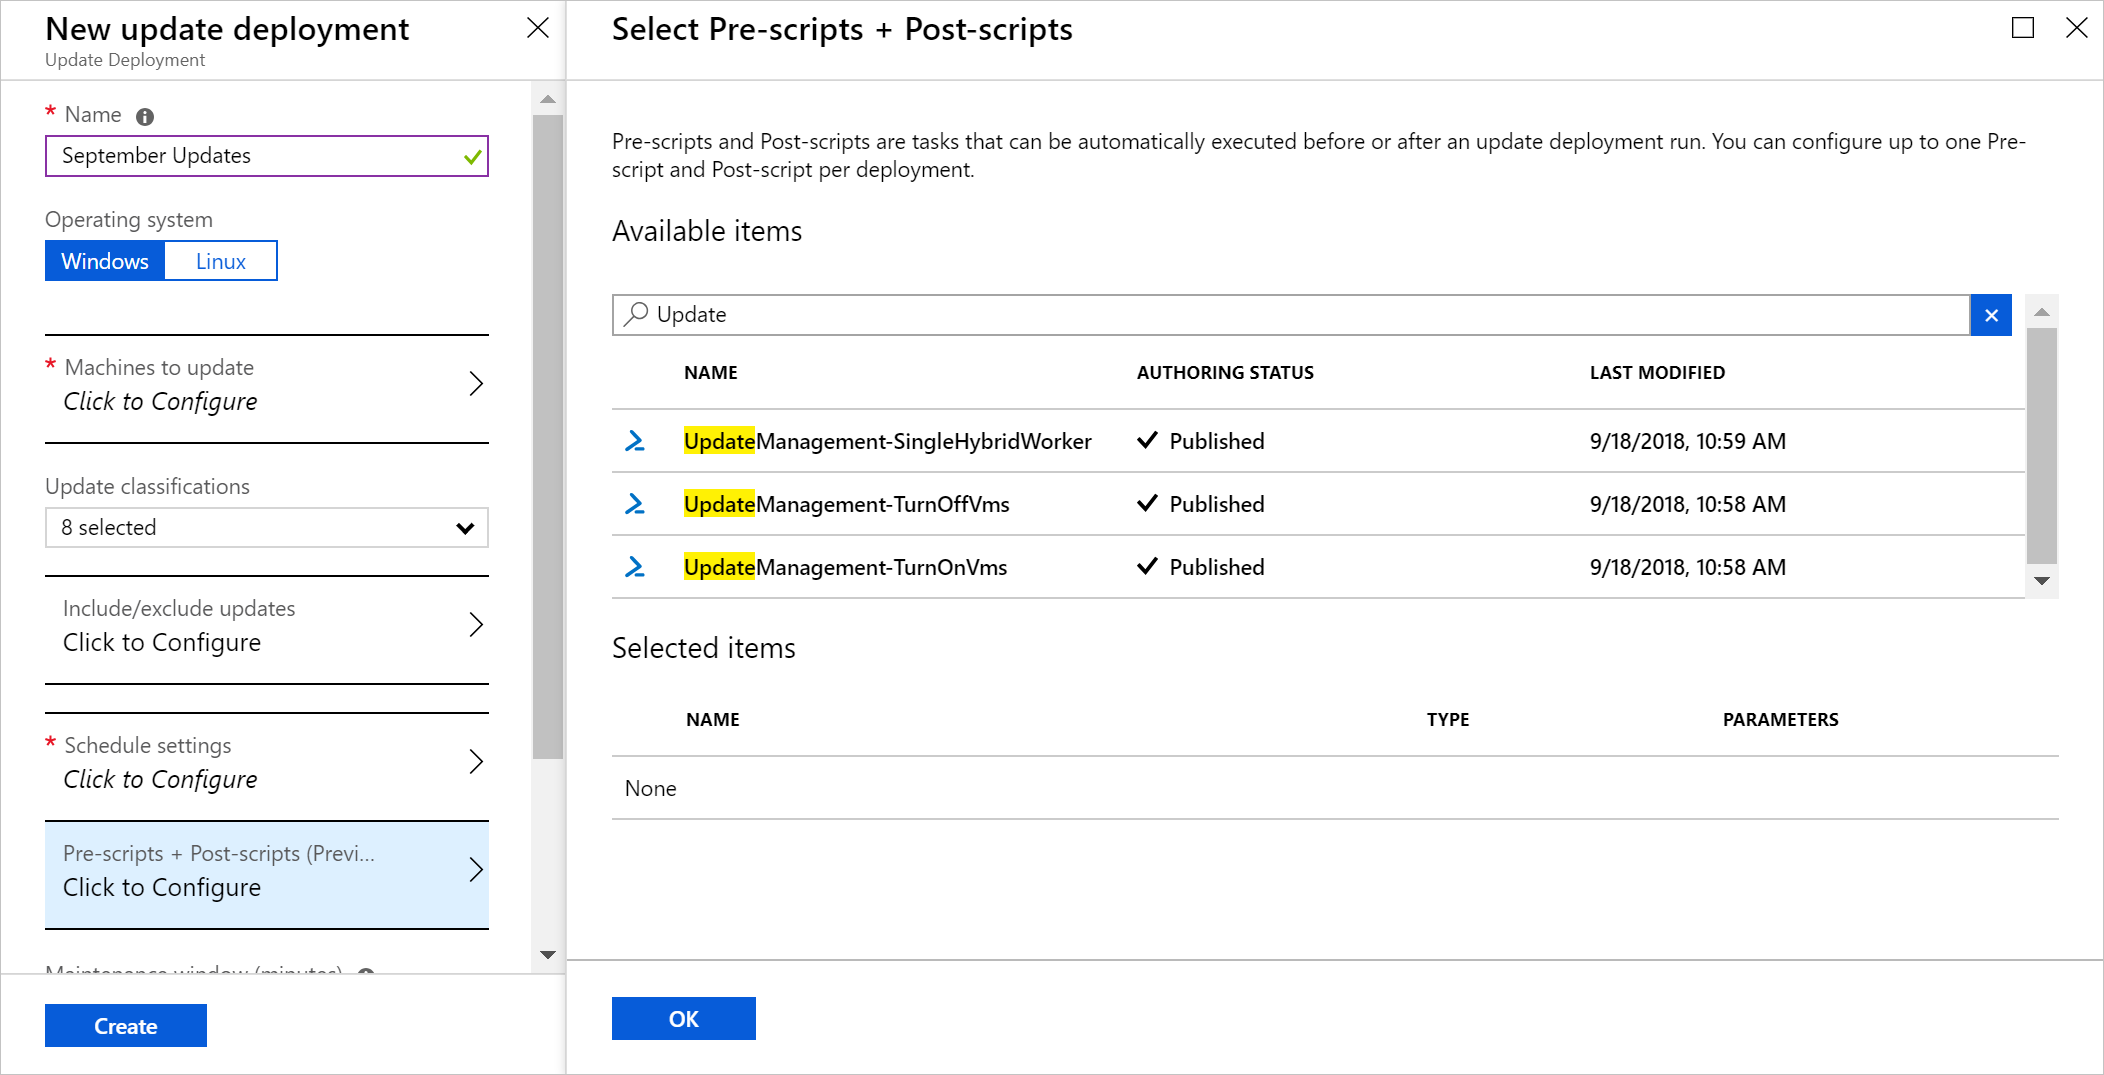 New update deployment
Update Deployment
* Name
September Updates
Operating system
Windows
Linux
* Machines to update
Click to Configure
Update classifications
8 selected
Include/exclude updates
Click to Configure
* Schedule settings
Click to Configure
Pre-scripts + Post-scripts (Previ...
Click to Configure
Maintenance window (minutes)
Create
Select Pre-scripts + Post-scripts
Pre-scripts and Post-scripts are tasks that can be automatically executed before or after an update deployment run. You can configure up to one Pre-
script and Post-script per deployment.
Available items
Update
NAME AUTHORING STATUS LAST MODIFIED
UpdateManagement-SingleHybridWorker Published 9/18/2018, 10:59 AM
UpdateManagement-TurnOffVms Published 9/18/2018, 10:58 AM
UpdateManagement-TurnOnVms Published 9/18/2018, 10:58 AM
Selected items
NAME TYPE PARAMETERS
None
OK